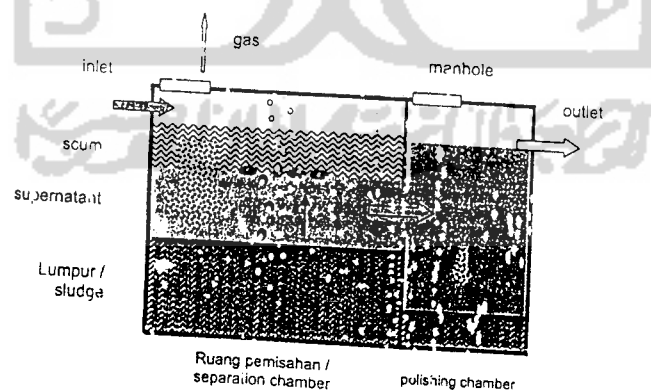 gas
inlet
manhole
outlet
scum
supernatant
Lumpur /
sludge
Ruang pemisahan /
separation chamber
polishing chamber